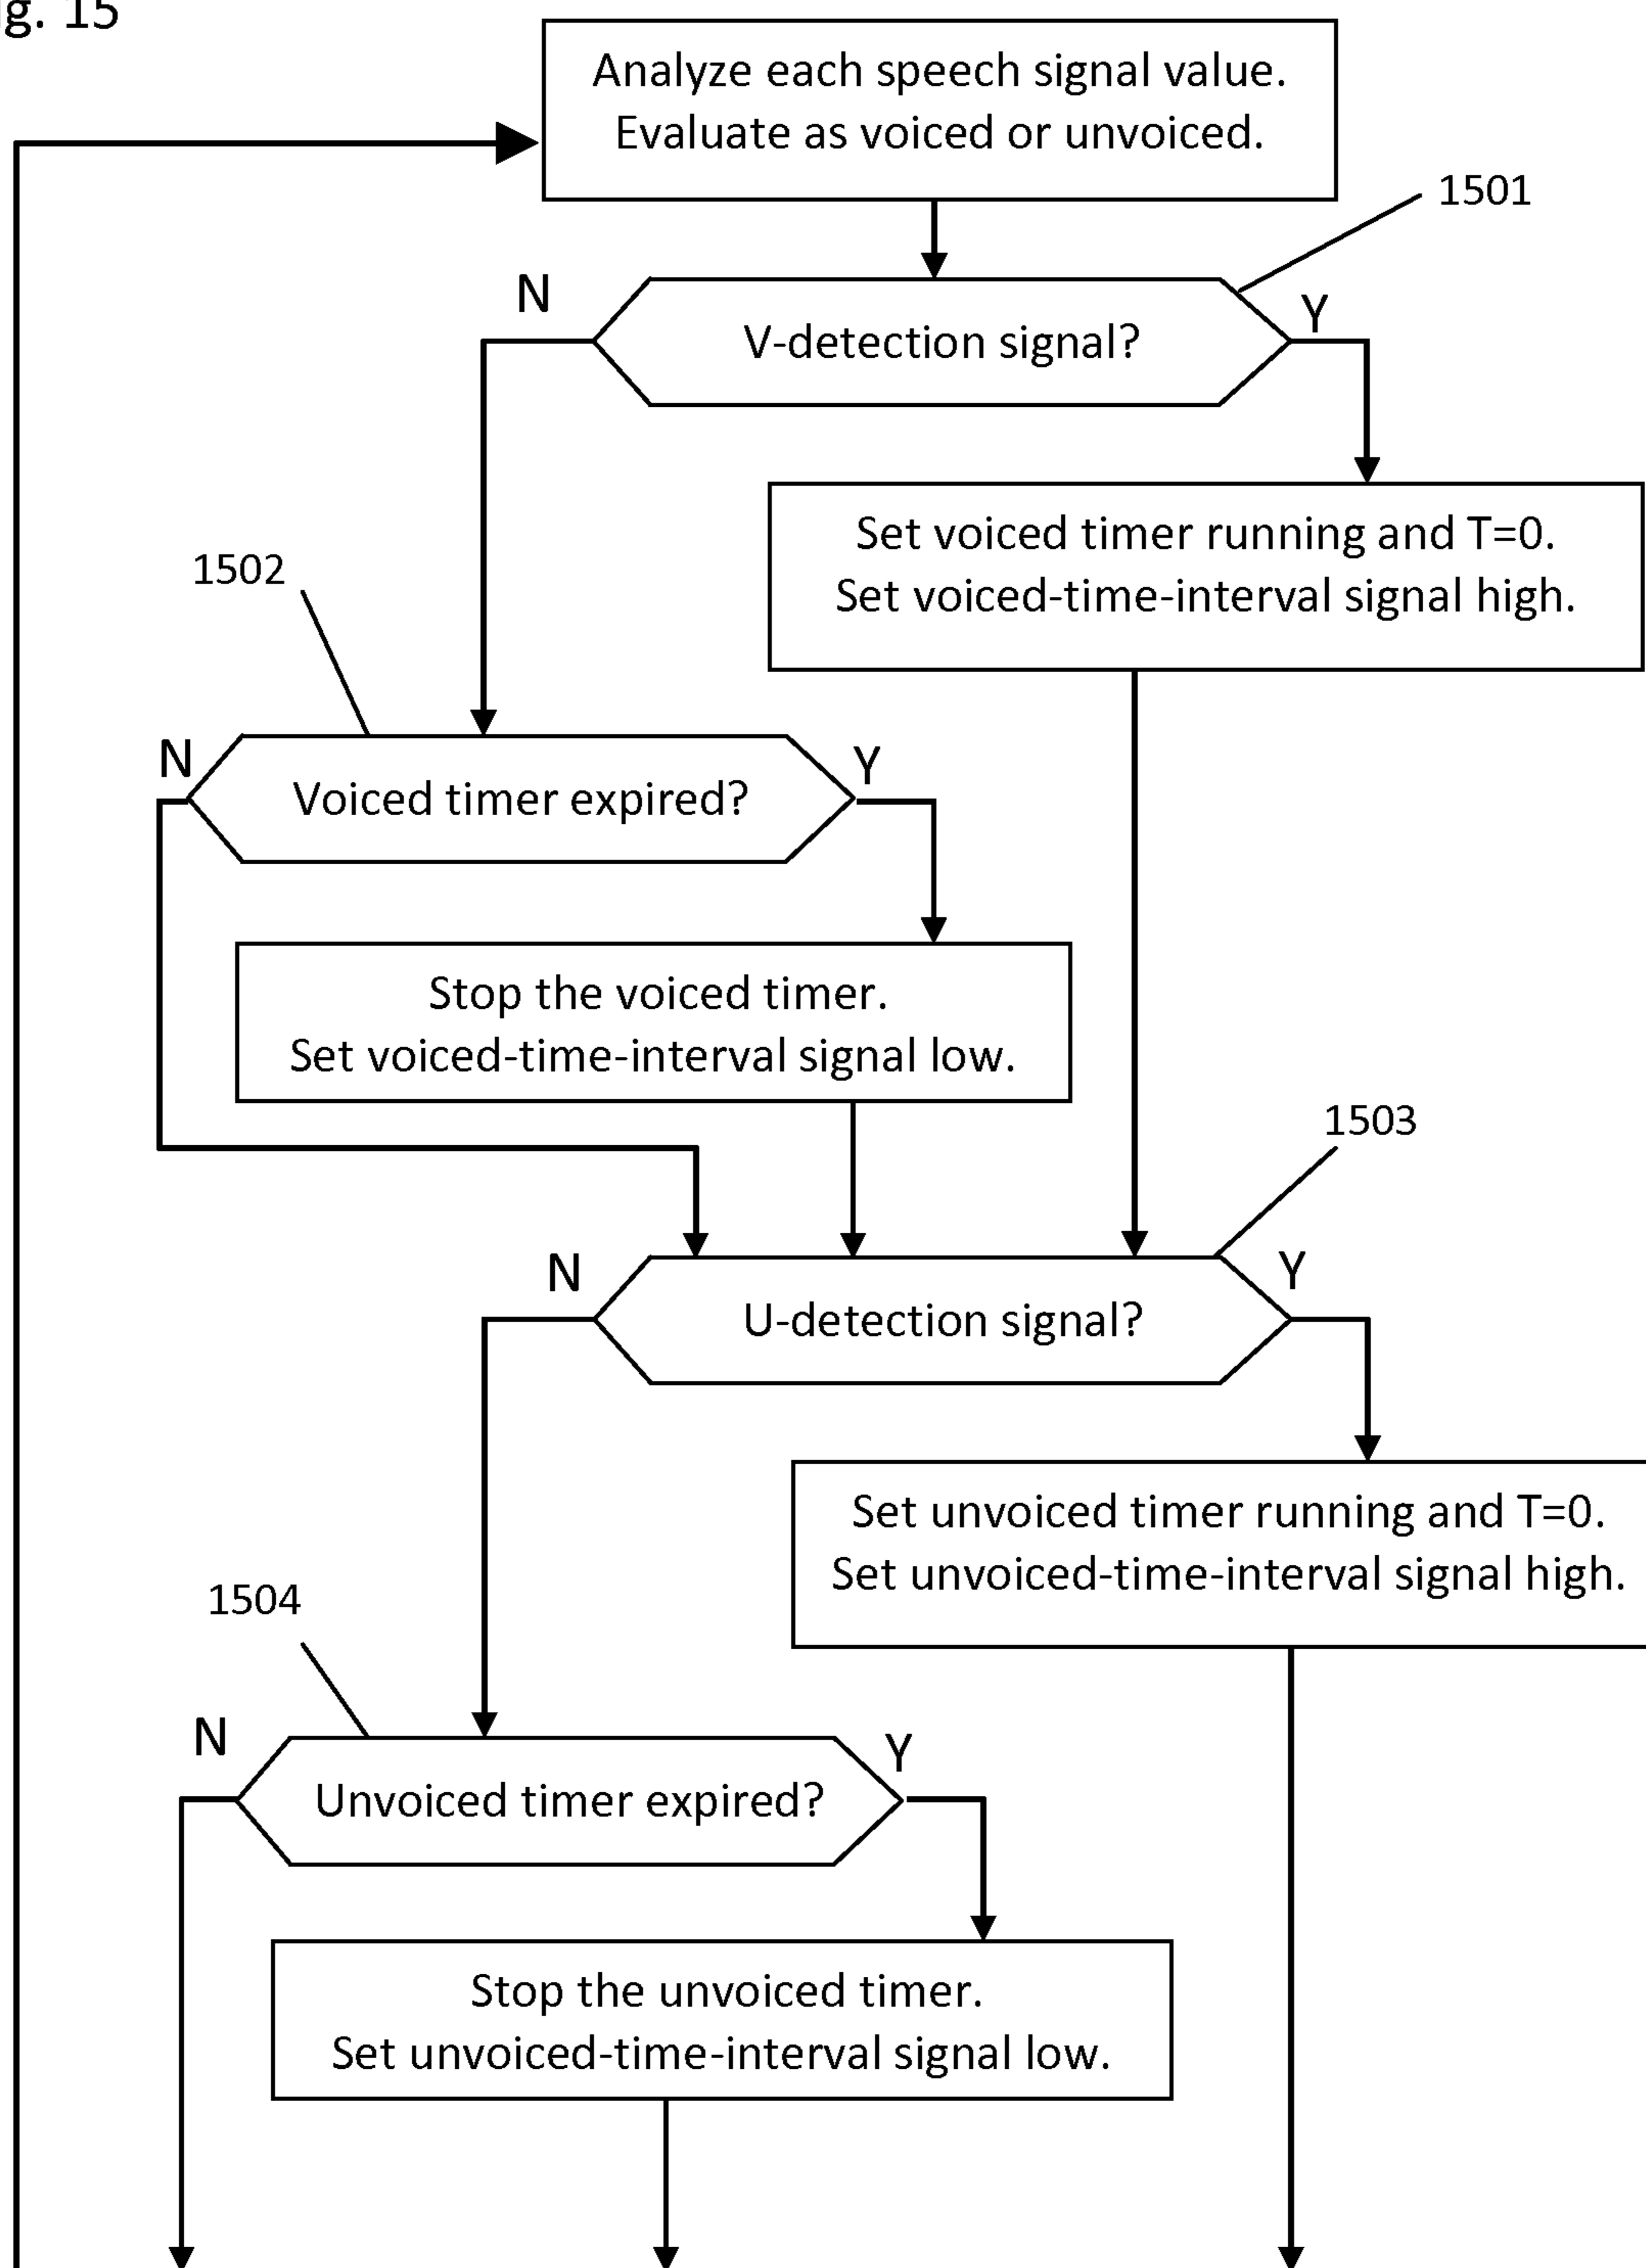 g. 15
Analyze each speech signal value.
Evaluate as voiced or unvoiced.
1501
N
Y
V-detection signal?
Set voiced timer running and T=0.
Set voiced-time-interval signal high.
1502
N
Y
Voiced timer expired?
Stop the voiced timer.
Set voiced-time-interval signal low.
1503
N
Y
U-detection signal?
Set unvoiced timer running and T=0.
Set unvoiced-time-interval signal high.
1504
N
Y
Unvoiced timer expired?
Stop the unvoiced timer.
Set unvoiced-time-interval signal low.